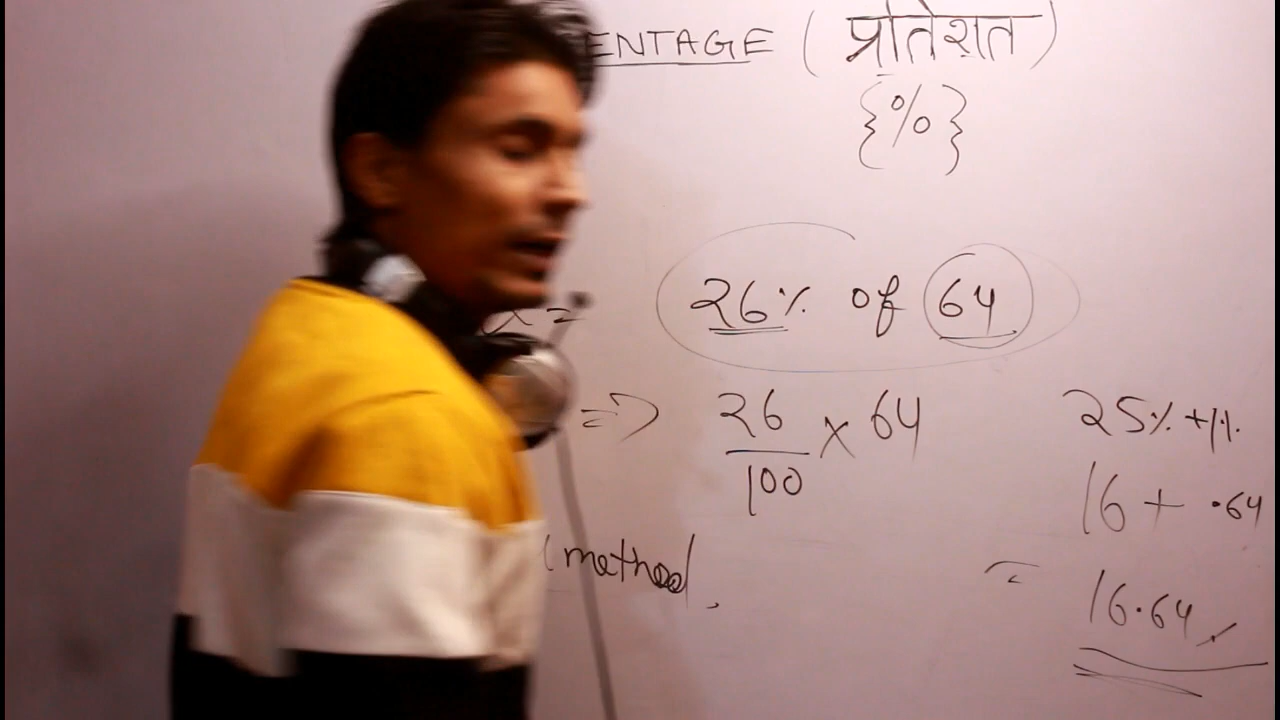 ENTAGE (प्रतिशत)
{%}
x =
26% of 64
=> 26/100 x 64
method.
25% + 1%
16 + .64
= 16.64